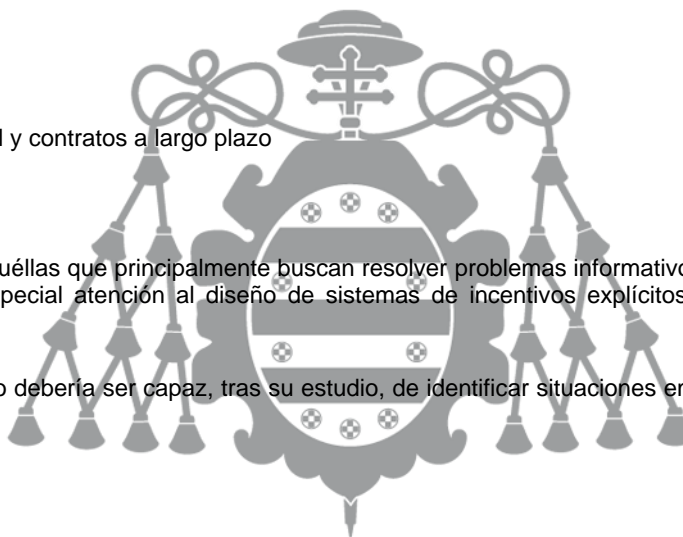 l y contratos a largo plazo
uéllas que principalmente buscan resolver problemas informativo
pecial atención al diseño de sistemas de incentivos explícitos
o debería ser capaz, tras su estudio, de identificar situaciones en